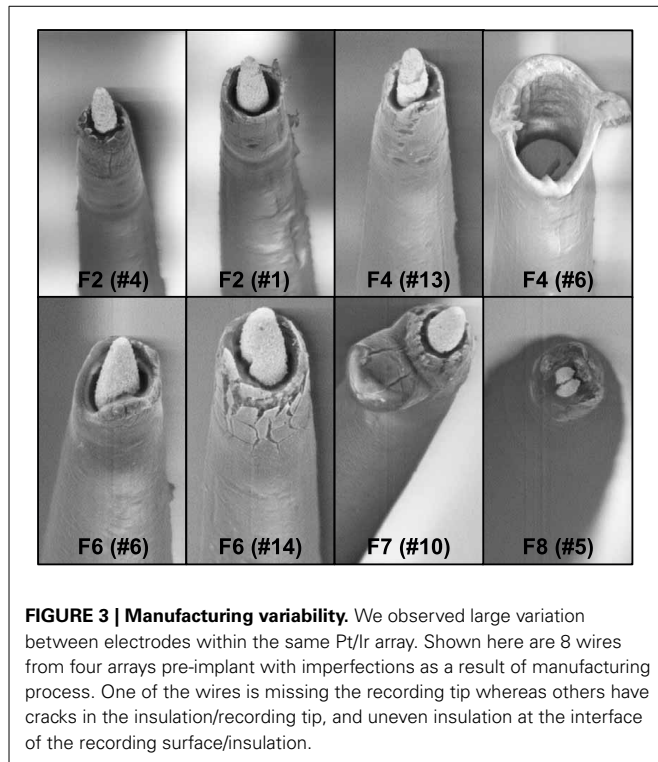 F2 (#4) F2 (#1) F4 (#13) F4 (#6)
F6 (#6) F6 (#14) F7 (#10) F8 (#5)
FIGURE 3 | Manufacturing variability. We observed large variation
between electrodes within the same Pt/Ir array. Shown here are 8 wires
from four arrays pre-implant with imperfections as a result of manufacturing
process. One of the wires is missing the recording tip whereas others have
cracks in the insulation/recording tip, and uneven insulation at the interface
of the recording surface/insulation.